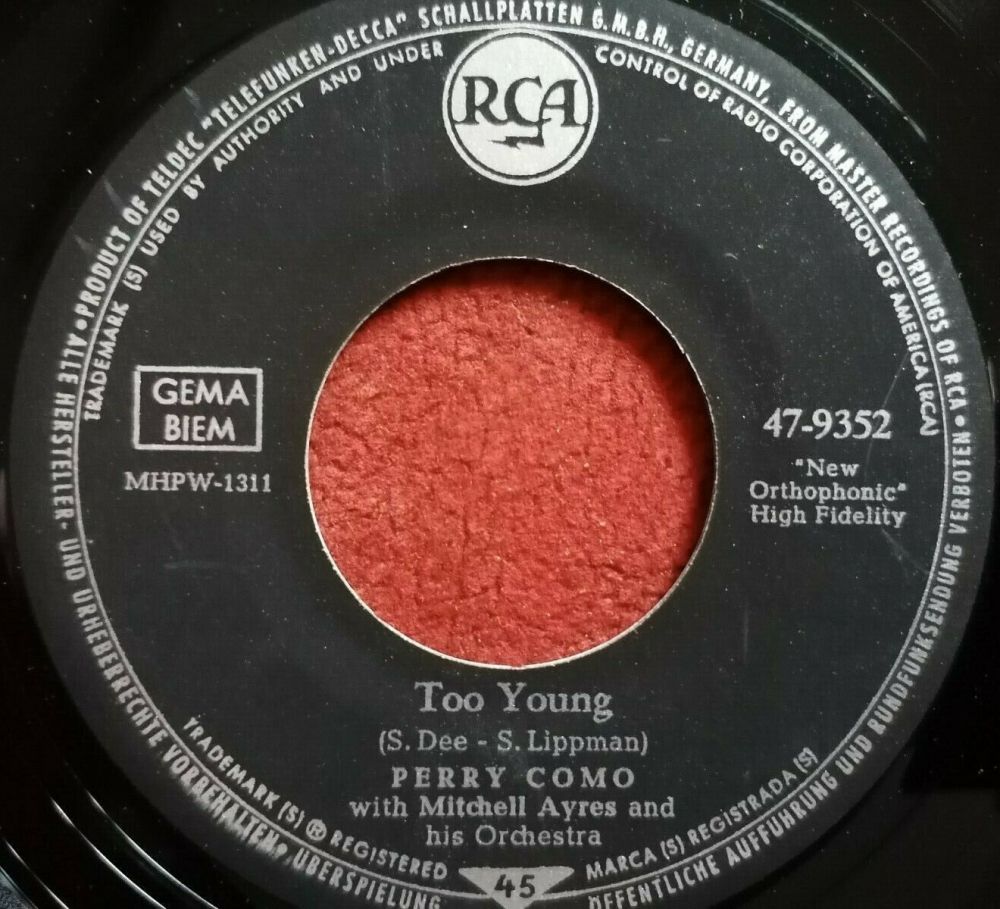 • PRODUCT OF TELDEC "TELEFUNKEN-DECCA" SCHALLPLATTEN G.M.B.H., GERMANY, FROM MASTER RECORDINGS OF RCA •
TRADEMARK (S) USED BY AUTHORITY AND UNDER CONTROL OF RADIO CORPORATION OF AMERICA (RCA)
RCA
GEMA
BIEM
MHPW-1311
47-9352
"New
Orthophonic"
High Fidelity
Too Young
(S. Dee - S. Lippman)
PERRY COMO
with Mitchell Ayres and
his Orchestra
TRADEMARK (S) ® REGISTERED
MARCA (S) REGISTRADA (S)
45
ALLE HERSTELLER- UND URHEBERRECHTE VORBEHALTEN. ÜBERSPIELUNG
ÖFFENTLICHE AUFFÜHRUNG UND RUNDFUNKSENDUNG VERBOTEN